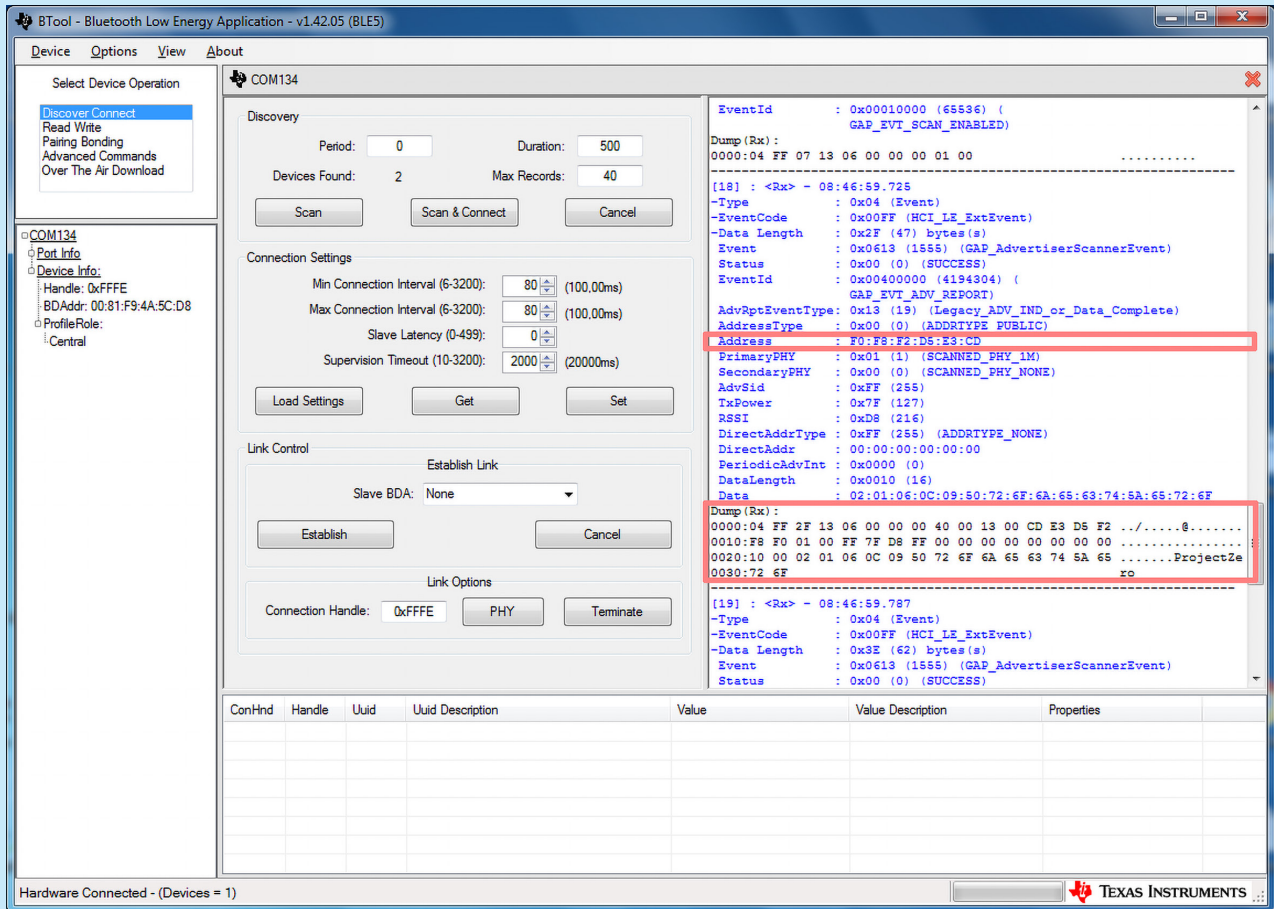 BTool - Bluetooth Low Energy Application - v1.42.05 (BLE5)
Device Options View About
Select Device Operation
Discover Connect
Read Write
Pairing Bonding
Advanced Commands
Over The Air Download
COM134
Port Info
Device Info:
Handle: 0xFFFE
BDAddr: 00:81:F9:4A:5C:D8
ProfileRole:
Central
COM134
Discovery
Period: 0 Duration: 500
Devices Found: 2 Max Records: 40
Scan Scan & Connect Cancel
Connection Settings
Min Connection Interval (6-3200): 80 (100,00ms)
Max Connection Interval (6-3200): 80 (100,00ms)
Slave Latency (0-499): 0
Supervision Timeout (10-3200): 2000 (20000ms)
Load Settings Get Set
Link Control
Establish Link
Slave BDA: None
Establish Cancel
Link Options
Connection Handle: 0xFFFE PHY Terminate
EventId : 0x00010000 (65536) (
GAP_EVT_SCAN_ENABLED)
Dump(Rx):
0000:04 FF 07 13 06 00 00 00 01 00 ..........
--------------------------------------------------------------------
[18] : <Rx> - 08:46:59.725
-Type : 0x04 (Event)
-EventCode : 0x00FF (HCI_LE_ExtEvent)
-Data Length : 0x2F (47) bytes(s)
Event : 0x0613 (1555) (GAP_AdvertiserScannerEvent)
Status : 0x00 (0) (SUCCESS)
EventId : 0x00400000 (4194304) (
GAP_EVT_ADV_REPORT)
AdvRptEventType: 0x13 (19) (Legacy_ADV_IND_or_Data_Complete)
AddressType : 0x00 (0) (ADDRTYPE_PUBLIC)
Address : F0:F8:F2:D5:E3:CD
PrimaryPHY : 0x01 (1) (SCANNED_PHY_1M)
SecondaryPHY : 0x00 (0) (SCANNED_PHY_NONE)
AdvSid : 0xFF (255)
TxPower : 0x7F (127)
RSSI : 0xD8 (216)
DirectAddrType : 0xFF (255) (ADDRTYPE_NONE)
DirectAddr : 00:00:00:00:00:00
PeriodicAdvInt : 0x0000 (0)
DataLength : 0x0010 (16)
Data : 02:01:06:0C:09:50:72:6F:6A:65:63:74:5A:65:72:6F
Dump(Rx):
0000:04 FF 2F 13 06 00 00 00 40 00 13 00 CD E3 D5 F2 ../.....@.......
0010:F8 F0 01 00 FF 7F D8 FF 00 00 00 00 00 00 00 00 ................
0020:10 00 02 01 06 0C 09 50 72 6F 6A 65 63 74 5A 65 .......ProjectZe
0030:72 6F ro
--------------------------------------------------------------------
[19] : <Rx> - 08:46:59.787
-Type : 0x04 (Event)
-EventCode : 0x00FF (HCI_LE_ExtEvent)
-Data Length : 0x3E (62) bytes(s)
Event : 0x0613 (1555) (GAP_AdvertiserScannerEvent)
Status : 0x00 (0) (SUCCESS)
ConHnd Handle Uuid Uuid Description Value Value Description Properties
Hardware Connected - (Devices = 1)
TEXAS INSTRUMENTS